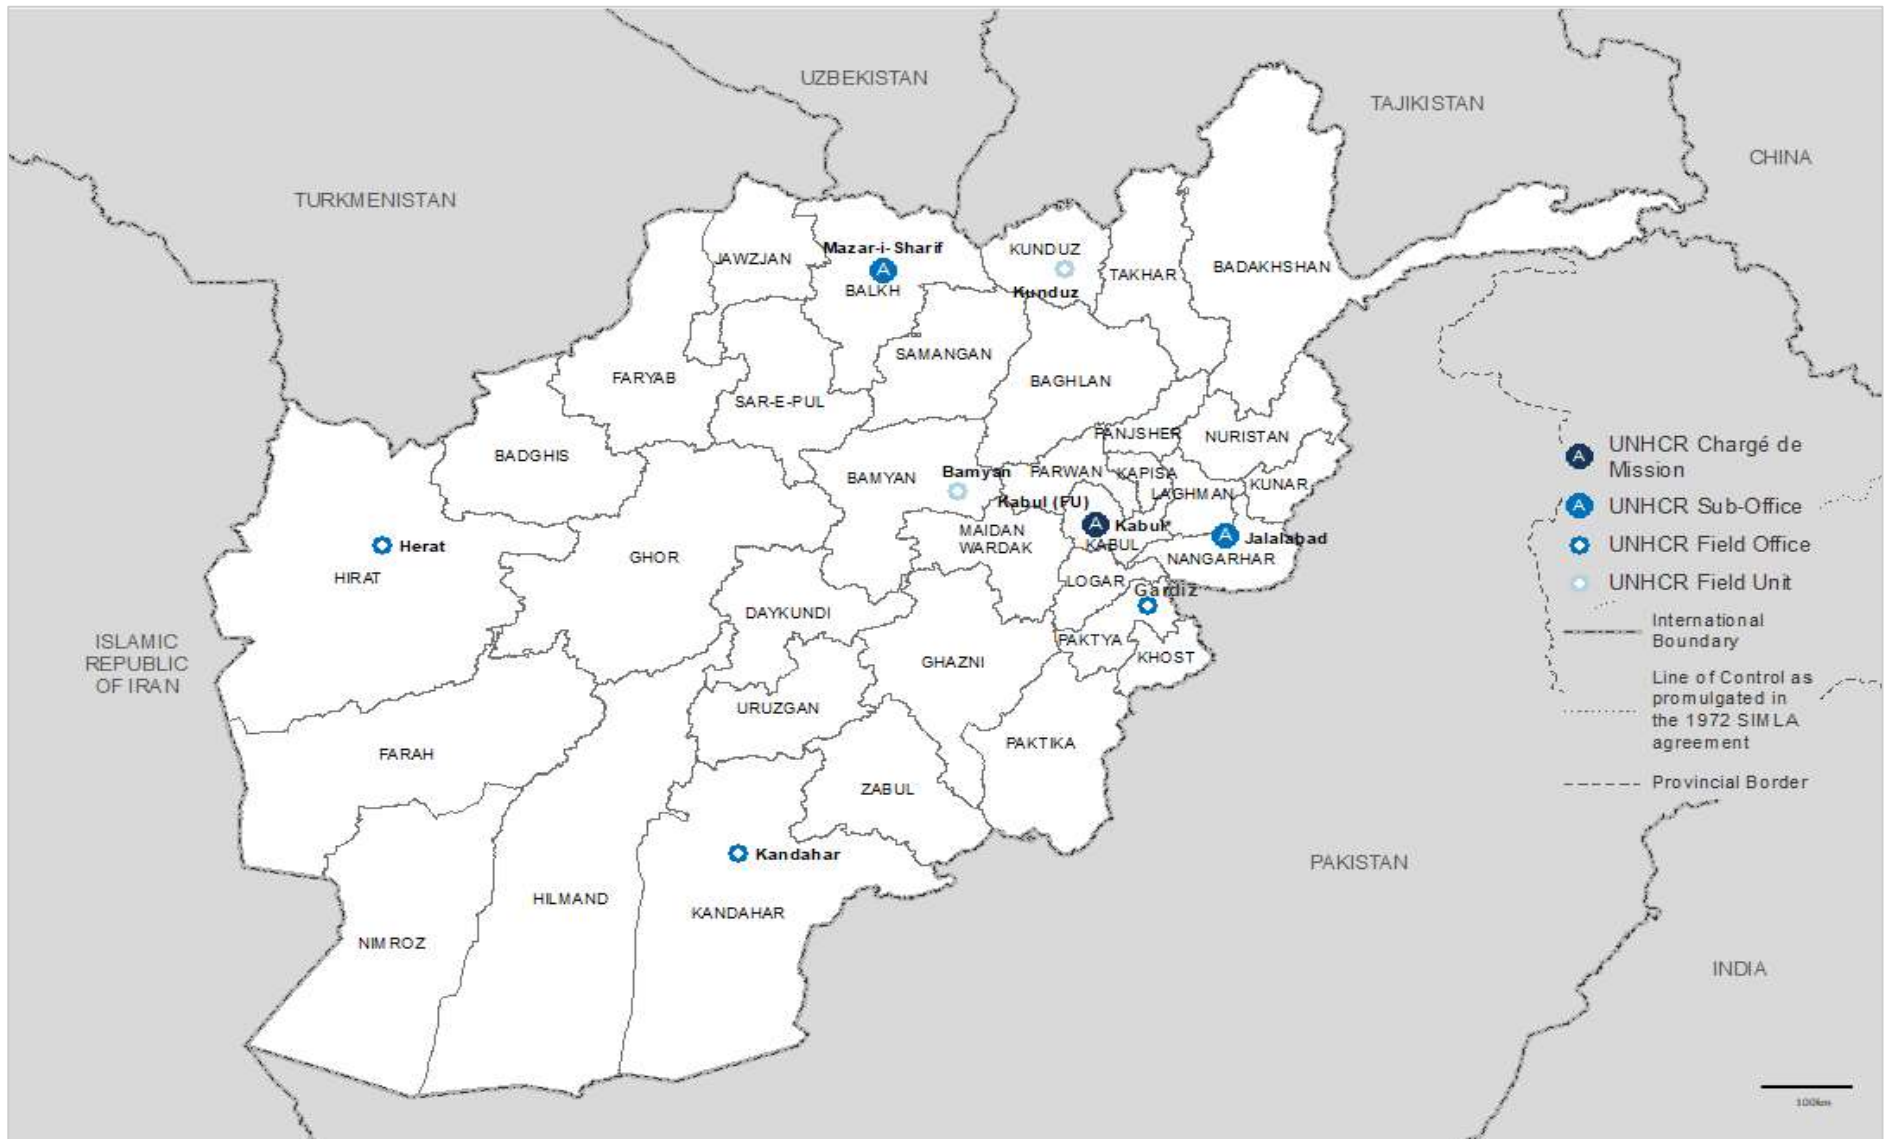 UZBEKISTAN
TAJIKISTAN
CHINA
TURKMENISTAN
Mazar-i-Sharif
KUNDUZ
JAWZJAN
A
BALKH
Kunduz
TAKHAR
BADAKHSHAN
SAMANGAN
FARYAB
BAGHLAN
SAR-E-PUL
BADGHIS
PANJSHER
NURISTAN
BAMYAN
Bamyan
PARWAN
KAPISA
LAGHMAN
KUNAR
Kabul (FU)
A
Kabul*
KABUL
MAIDAN
WARDAK
A
Jalalabad
NANGARHAR
Herat
HIRAT
GHOR
LOGAR
Gardiz
DAYKUNDI
PAKTYA
KHOST
GHAZNI
ISLAMIC
REPUBLIC
OF IRAN
URUZGAN
PAKTIKA
FARAH
ZABUL
Kandahar
HILMAND
KANDAHAR
NIMROZ
PAKISTAN
INDIA
A
UNHCR Chargé de
Mission
A
UNHCR Sub-Office
UNHCR Field Office
UNHCR Field Unit
International
Boundary
Line of Control as
promulgated in
the 1972 SIMLA
agreement
Provincial Border
100km